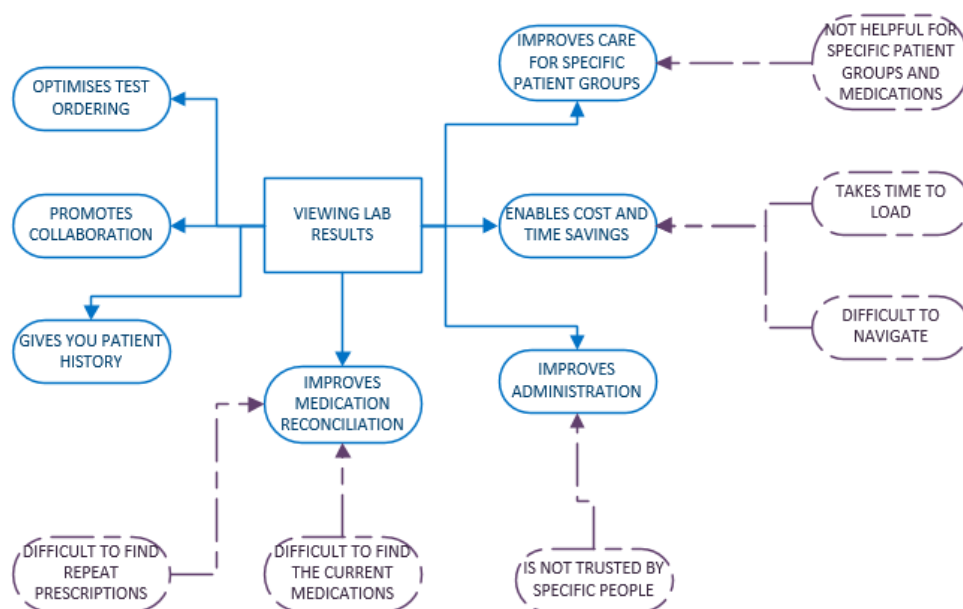 OPTIMISES TEST
ORDERING
PROMOTES
COLLABORATION
GIVES YOU PATIENT
HISTORY
VIEWING LAB
RESULTS
IMPROVES
MEDICATION
RECONCILIATION
IMPROVES CARE
FOR SPECIFIC
PATIENT GROUPS
ENABLES COST AND
TIME SAVINGS
IMPROVES
ADMINISTRATION
NOT HELPFUL FOR
SPECIFIC PATIENT
GROUPS AND
MEDICATIONS
TAKES TIME TO
LOAD
DIFFICULT TO
NAVIGATE
DIFFICULT TO FIND
REPEAT
PRESCRIPTIONS
DIFFICULT TO FIND
THE CURRENT
MEDICATIONS
IS NOT TRUSTED BY
SPECIFIC PEOPLE